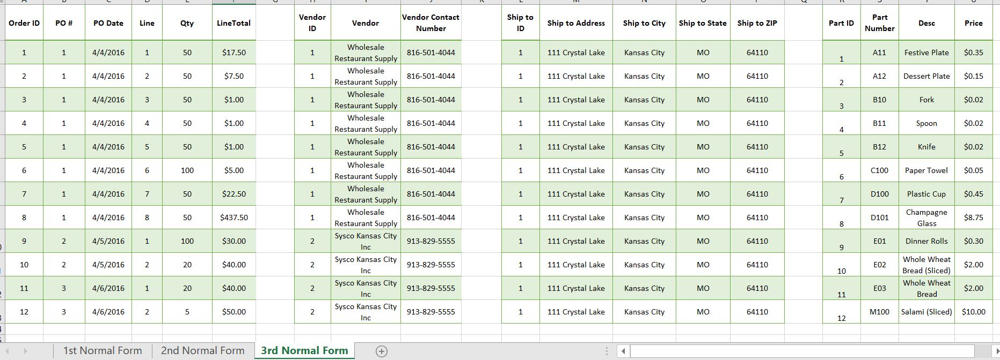 Order ID PO # PO Date Line Qty LineTotal Vendor ID Vendor Vendor Contact Number Ship to ID Ship to Address Ship to City Ship to State Ship to ZIP Part ID Part Number Desc Price
1 1 4/4/2016 1 50 $17.50 1 Wholesale Restaurant Supply 816-501-4044 1 111 Crystal Lake Kansas City MO 64110 1 A11 Festive Plate $0.35
2 1 4/4/2016 2 50 $7.50 1 Wholesale Restaurant Supply 816-501-4044 1 111 Crystal Lake Kansas City MO 64110 2 A12 Dessert Plate $0.15
3 1 4/4/2016 3 50 $1.00 1 Wholesale Restaurant Supply 816-501-4044 1 111 Crystal Lake Kansas City MO 64110 3 B10 Fork $0.02
4 1 4/4/2016 4 50 $1.00 1 Wholesale Restaurant Supply 816-501-4044 1 111 Crystal Lake Kansas City MO 64110 4 B11 Spoon $0.02
5 1 4/4/2016 5 50 $1.00 1 Wholesale Restaurant Supply 816-501-4044 1 111 Crystal Lake Kansas City MO 64110 5 B12 Knife $0.02
6 1 4/4/2016 6 100 $5.00 1 Wholesale Restaurant Supply 816-501-4044 1 111 Crystal Lake Kansas City MO 64110 6 C100 Paper Towel $0.05
7 1 4/4/2016 7 50 $22.50 1 Wholesale Restaurant Supply 816-501-4044 1 111 Crystal Lake Kansas City MO 64110 7 D100 Plastic Cup $0.45
8 1 4/4/2016 8 50 $437.50 1 Wholesale Restaurant Supply 816-501-4044 1 111 Crystal Lake Kansas City MO 64110 8 D101 Champagne Glass $8.75
9 2 4/5/2016 1 100 $30.00 2 Sysco Kansas City Inc 913-829-5555 1 111 Crystal Lake Kansas City MO 64110 9 E01 Dinner Rolls $0.30
10 2 4/5/2016 2 20 $40.00 2 Sysco Kansas City Inc 913-829-5555 1 111 Crystal Lake Kansas City MO 64110 10 E02 Whole Wheat Bread (Sliced) $2.00
11 3 4/6/2016 1 20 $40.00 2 Sysco Kansas City Inc 913-829-5555 1 111 Crystal Lake Kansas City MO 64110 11 E03 Whole Wheat Bread $2.00
12 3 4/6/2016 2 5 $50.00 2 Sysco Kansas City Inc 913-829-5555 1 111 Crystal Lake Kansas City MO 64110 12 M100 Salami (Sliced) $10.00
1st Normal Form 2nd Normal Form 3rd Normal Form